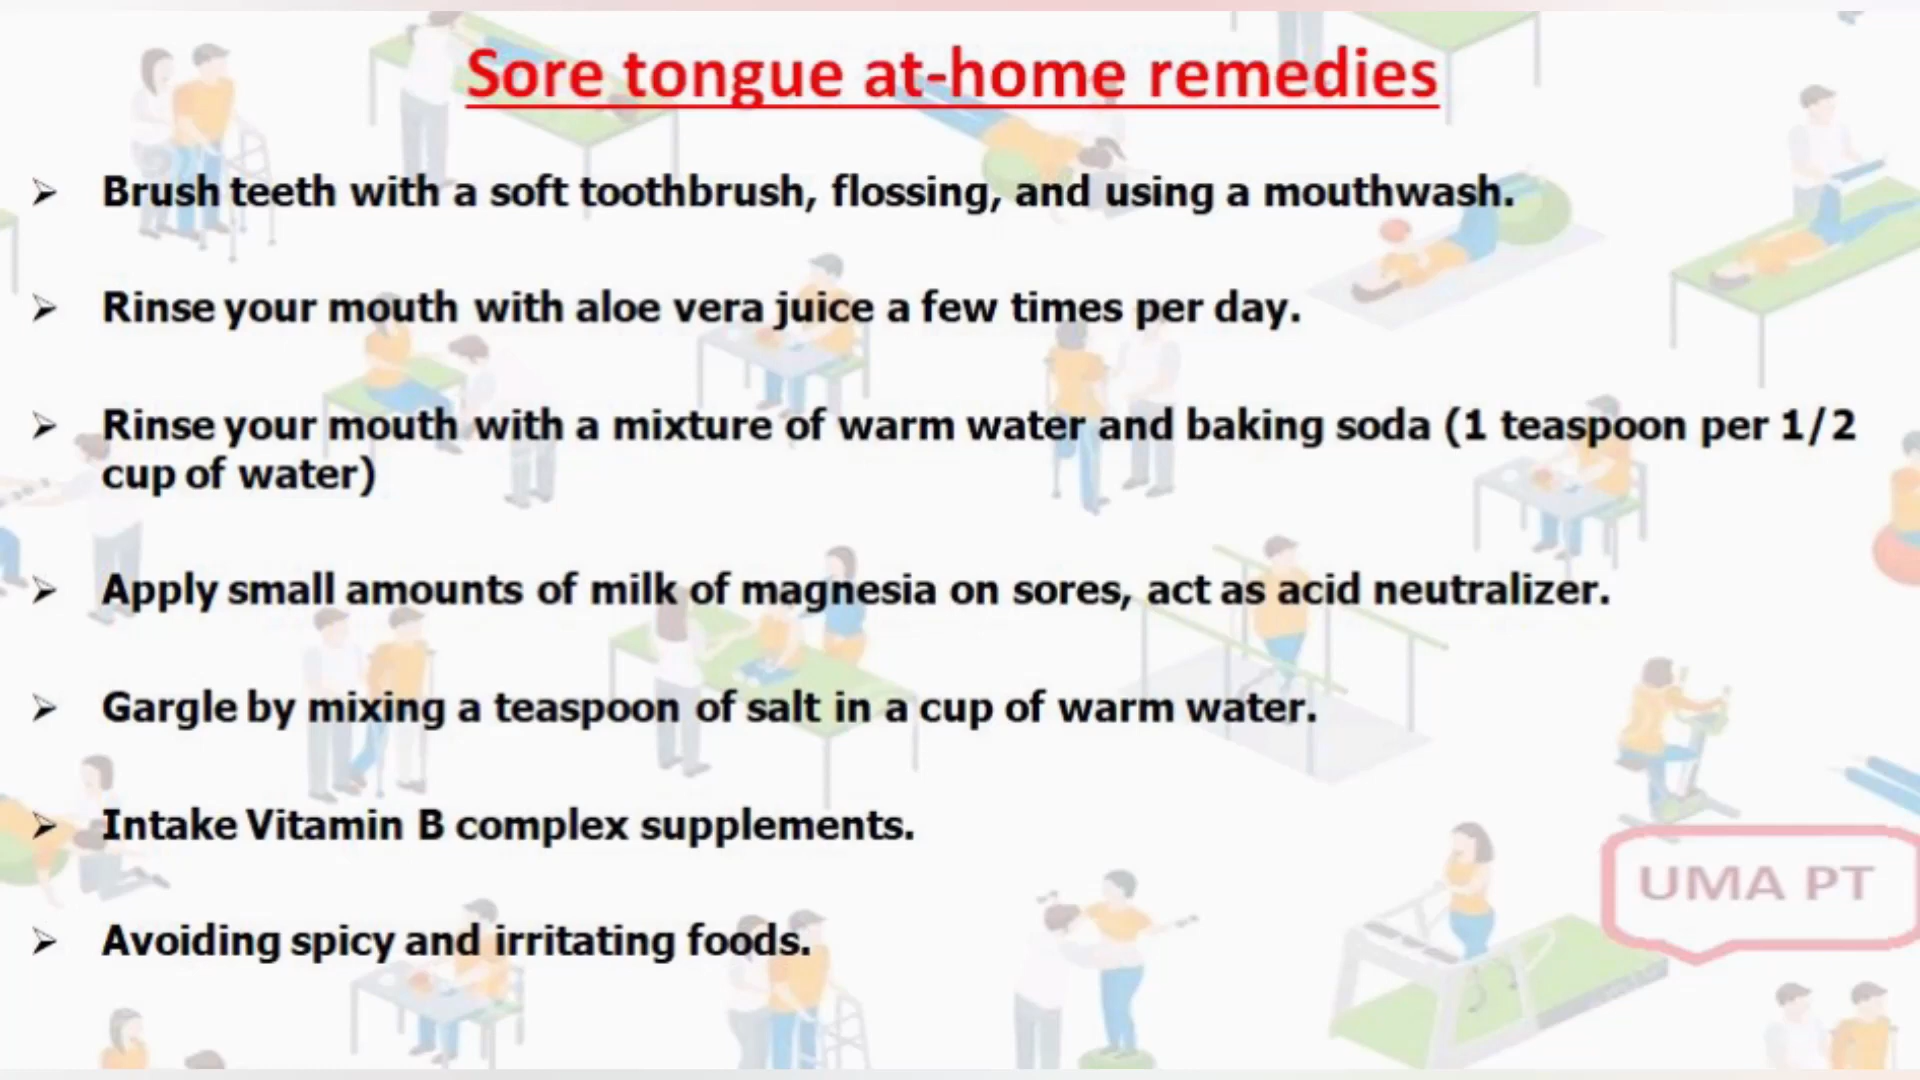 Sore tongue at-home remedies
➢ Brush teeth with a soft toothbrush, flossing, and using a mouthwash.
➢ Rinse your mouth with aloe vera juice a few times per day.
➢ Rinse your mouth with a mixture of warm water and baking soda (1 teaspoon per 1/2
cup of water)
➢ Apply small amounts of milk of magnesia on sores, act as acid neutralizer.
➢ Gargle by mixing a teaspoon of salt in a cup of warm water.
➢ Intake Vitamin B complex supplements.
➢ Avoiding spicy and irritating foods.
UMA PT